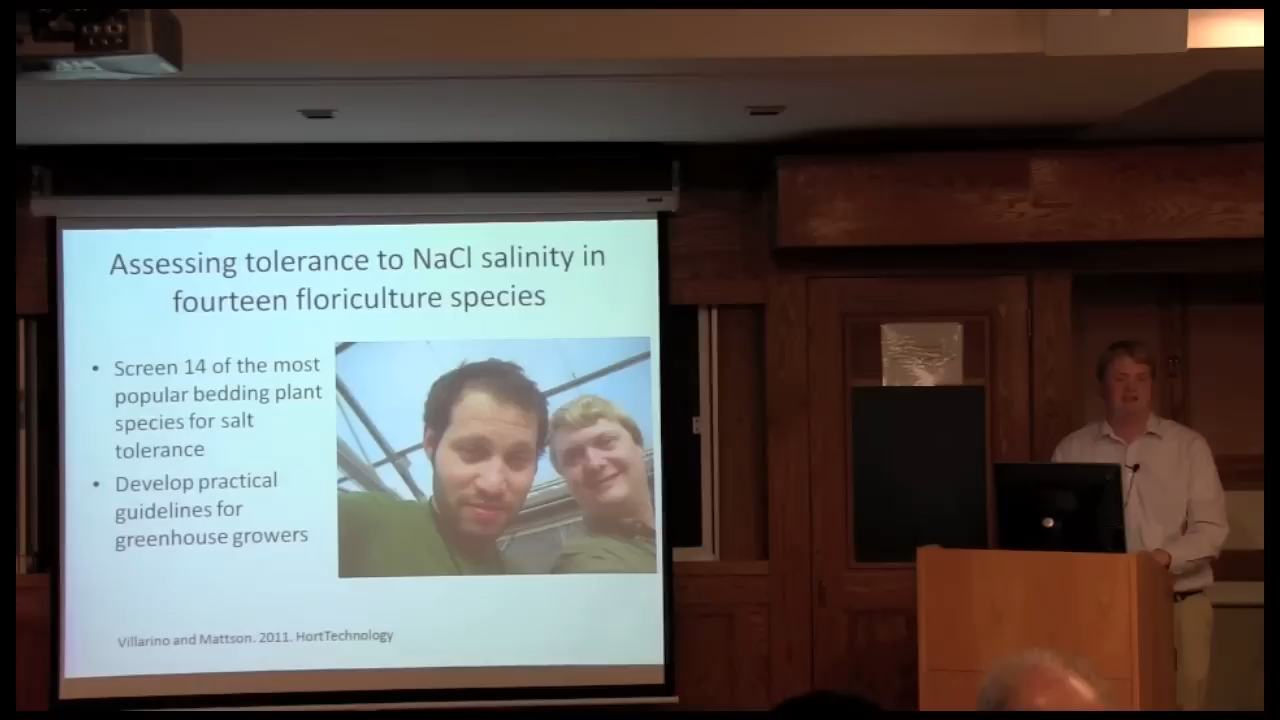 Assessing tolerance to NaCl salinity in
fourteen floriculture species
• Screen 14 of the most
popular bedding plant
species for salt
tolerance
• Develop practical
guidelines for
greenhouse growers
Villarino and Mattson. 2011. HortTechnology